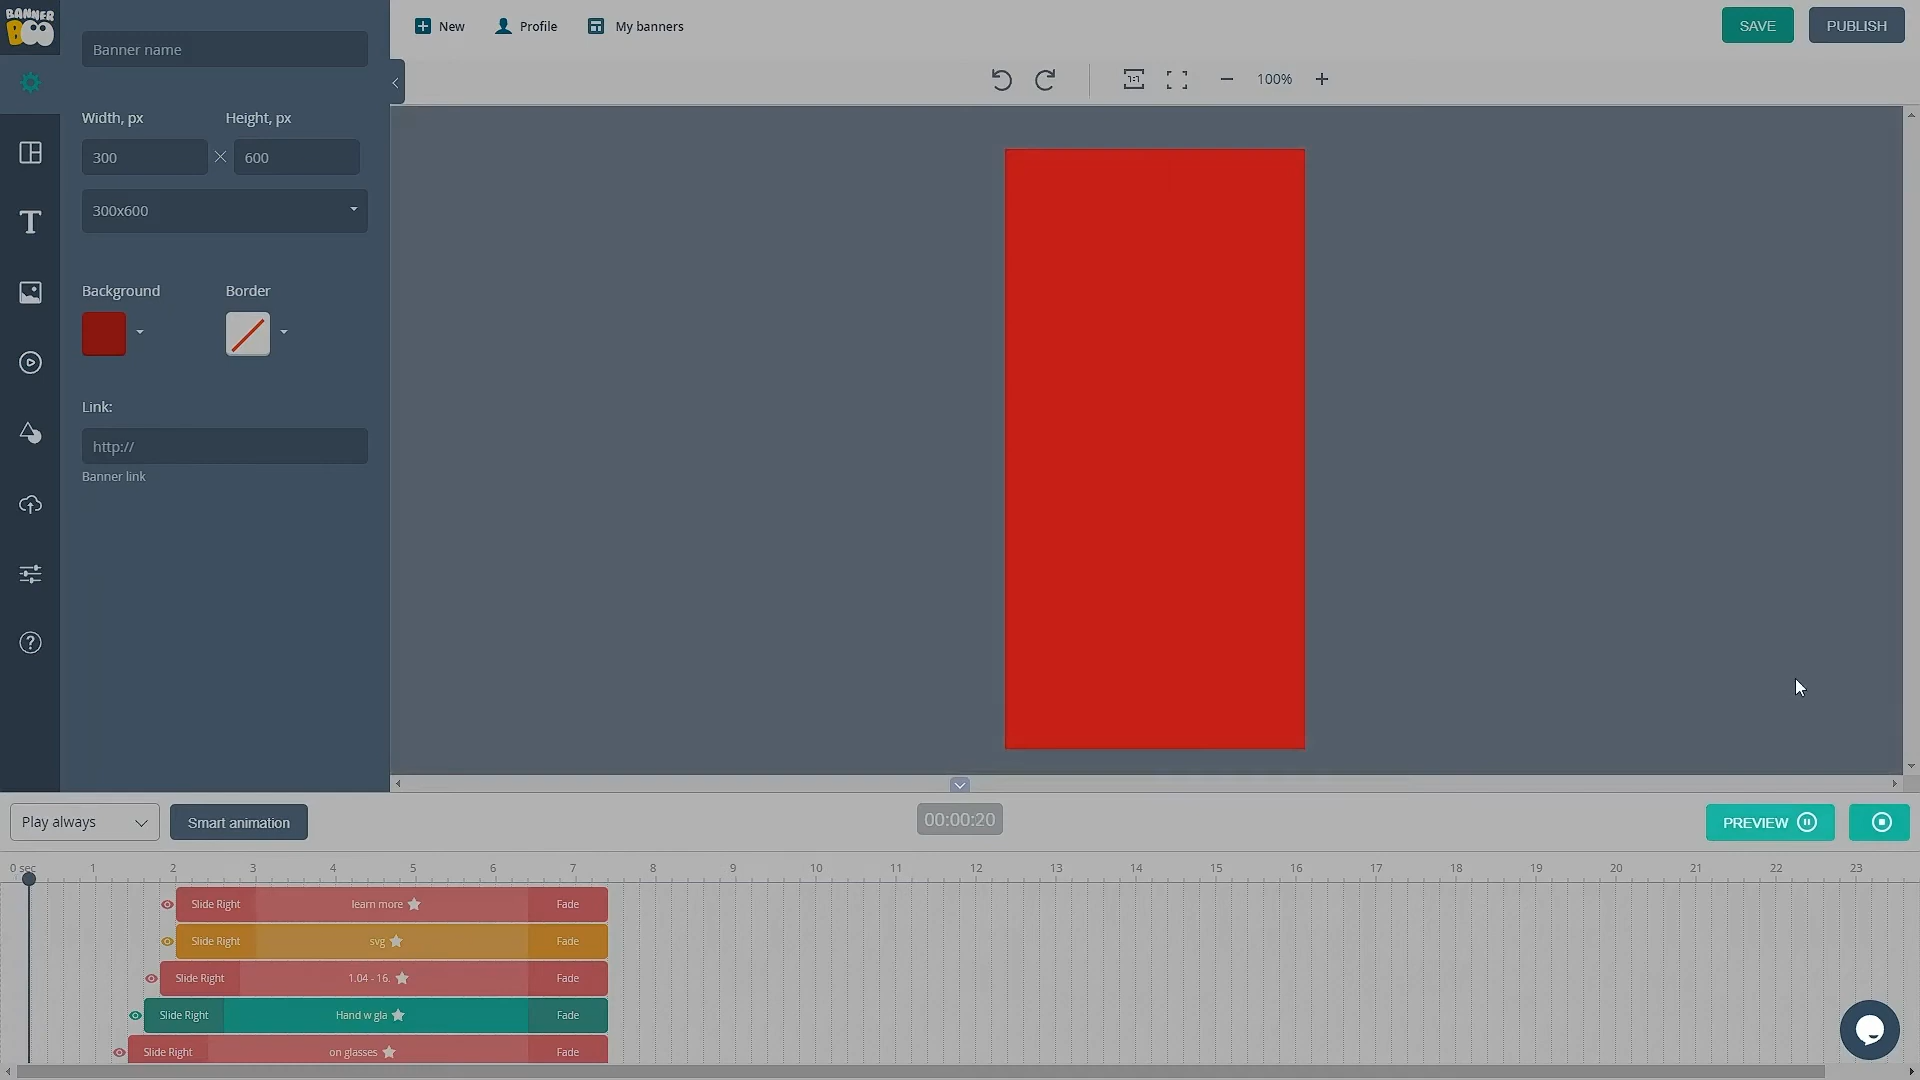 BANNER
BOO
Banner name
New
Profile
My banners
SAVE
PUBLISH
1:1
100%
Width, px
Height, px
300
600
300x600
Background
Border
Link:
http://
Banner link
Play always
Smart animation
00:00:20
PREVIEW
0 sec 1 2 3 4 5 6 7 8 9 10 11 12 13 14 15 16 17 18 19 20 21 22 23
Slide Right learn more Fade
Slide Right svg Fade
Slide Right 1.04 - 16. Fade
Slide Right Hand w gla Fade
Slide Right on glasses Fade